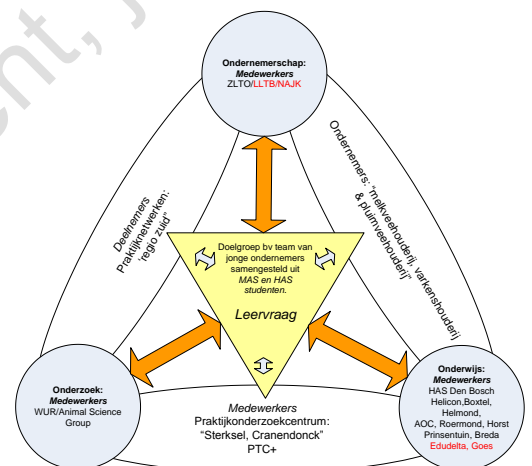 ent, j
Ondernemerschap:
Medewerkers
ZLTO/LLTB/NAJK
Deelnemers
Praktijknetwerken:
“regio zuid”
Ondernemers: “melkveehouderij, varkenshouderij
& pluimveehouderij”
Doelgroep bv team van
jonge ondernemers
samengesteld uit
MAS en HAS
studenten.
Leervraag
Onderzoek:
Medewerkers
WUR/Animal Science
Group
Medewerkers
Praktijkonderzoekcentrum:
“Sterksel, Cranendonck”
PTC+
Onderwijs:
Medewerkers
HAS Den Bosch
Helicon,Boxtel,
Helmond,
AOC, Roermond, Horst
Prinsentuin, Breda
Edudelta, Goes